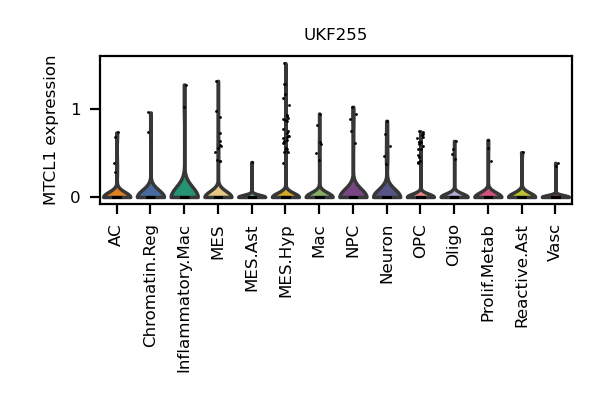 UKF255
MTCL1 expression
1
0
AC
Chromatin.Reg
Inflammatory.Mac
MES
MES.Ast
MES.Hyp
Mac
NPC
Neuron
OPC
Oligo
Prolif.Metab
Reactive.Ast
Vasc